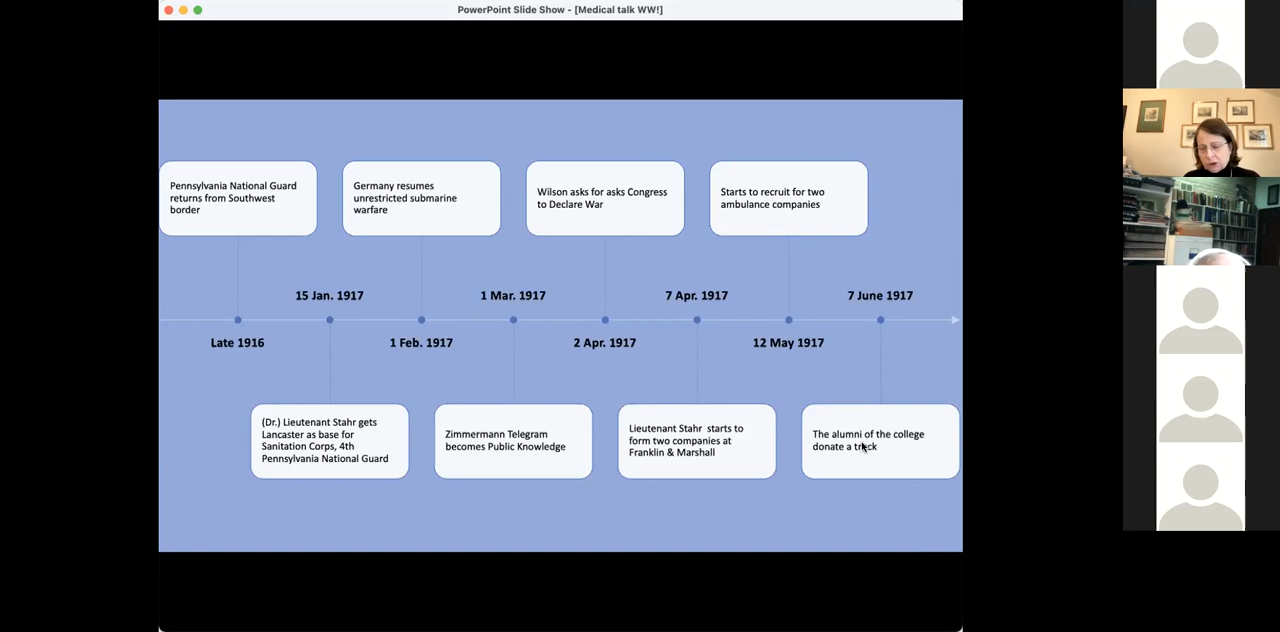 PowerPoint Slide Show - [Medical talk WW!]
Pennsylvania National Guard
returns from Southwest
border
Germany resumes
unrestricted submarine
warfare
Wilson asks for asks Congress
to Declare War
Starts to recruit for two
ambulance companies
15 Jan. 1917
1 Mar. 1917
7 Apr. 1917
7 June 1917
Late 1916
1 Feb. 1917
2 Apr. 1917
12 May 1917
(Dr.) Lieutenant Stahr gets
Lancaster as base for
Sanitation Corps, 4th
Pennsylvania National Guard
Zimmermann Telegram
becomes Public Knowledge
Lieutenant Stahr starts to
form two companies at
Franklin & Marshall
The alumni of the college
donate a truck